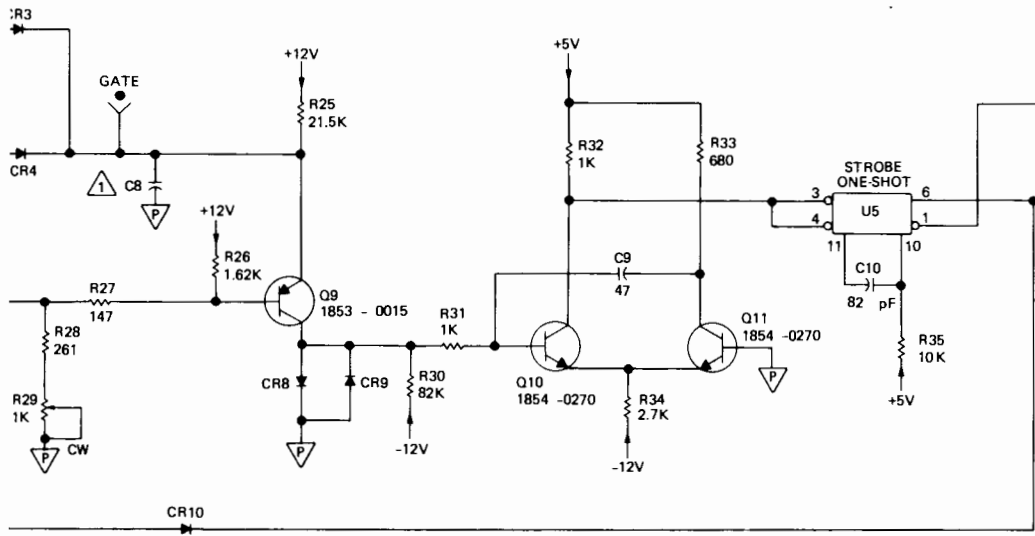 CR3
+12V
GATE
R25
21.5K
CR4
1
C8
P
+12V
R26
1.62K
R27
147
Q9
1853 - 0015
R28
261
R29
1K
CW
P
CR8
CR9
P
R30
82K
-12V
R31
1K
+5V
R32
1K
R33
680
C9
47
Q10
1854 -0270
Q11
1854 -0270
P
R34
2.7K
-12V
STROBE
ONE-SHOT
3
6
U5
4
1
11
10
C10
82 pF
R35
10 K
+5V
CR10